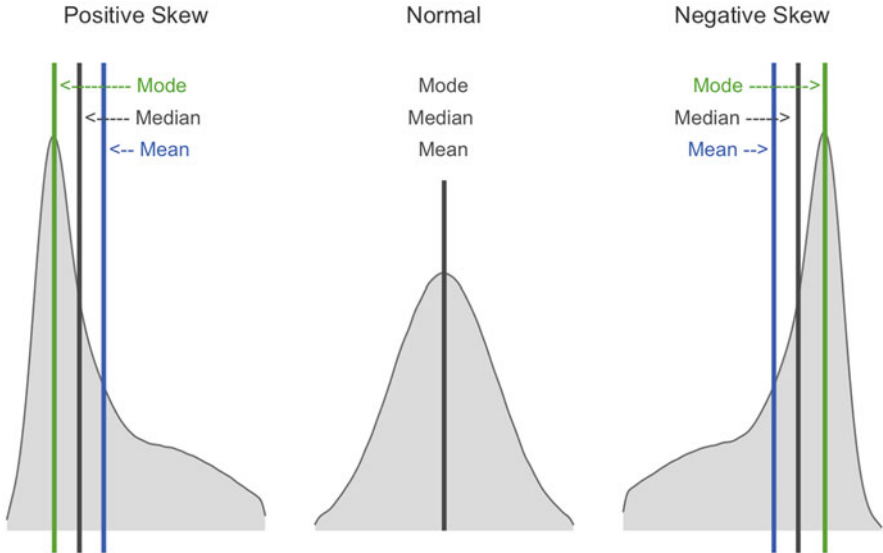 Positive Skew
<---------- Mode
<----- Median
<-- Mean
Normal
Mode
Median
Mean
Negative Skew
Mode ---------->
Median ----->
Mean -->